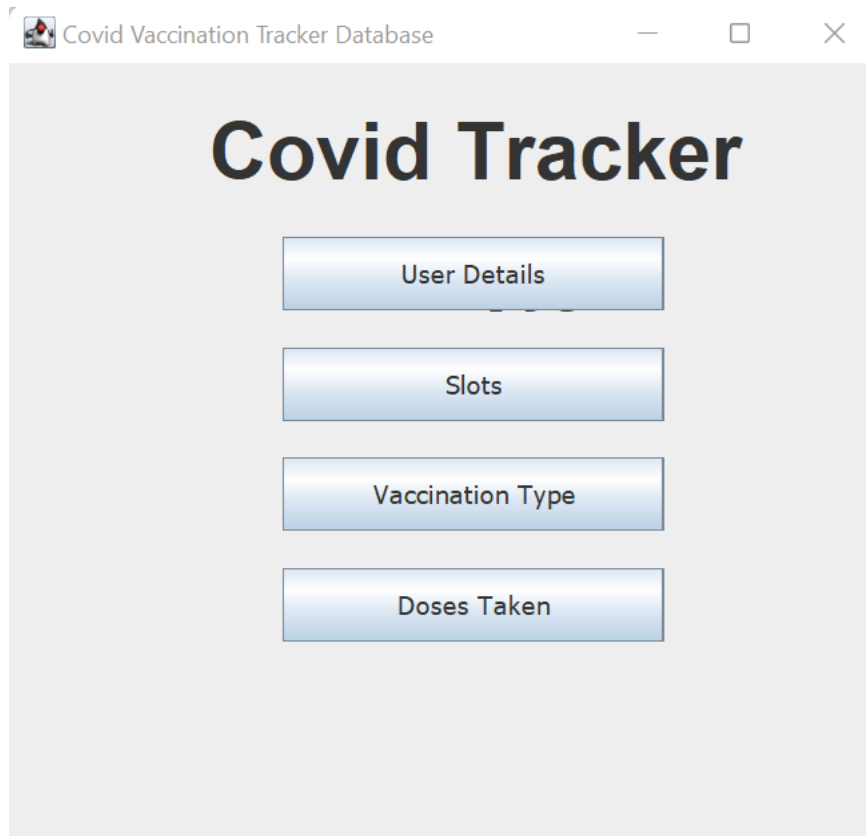 Covid Vaccination Tracker Database
Covid Tracker
User Details
Slots
Vaccination Type
Doses Taken